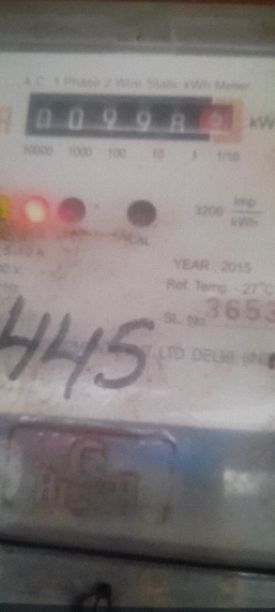 A.C. 1 Phase 2 Wire Static kWh Meter
0 0 9 9 8
kW
10000 1000 100 10 1 1/10
3200 Imp
kWh
CAL
YEAR : 2015
Ref. Temp. - 27°C
SL. No. 3653
445
LTD. DELHI (IND